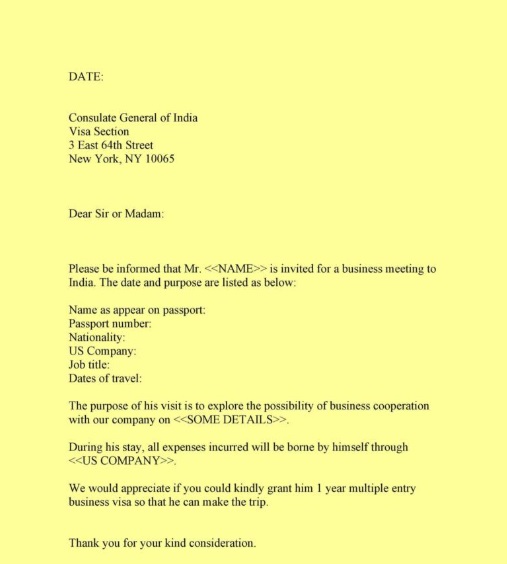 DATE:
Consulate General of India
Visa Section
3 East 64th Street
New York, NY 10065
Dear Sir or Madam:
Please be informed that Mr. <<NAME>> is invited for a business meeting to
India. The date and purpose are listed as below:
Name as appear on passport:
Passport number:
Nationality:
US Company:
Job title:
Dates of travel:
The purpose of his visit is to explore the possibility of business cooperation
with our company on <<SOME DETAILS>>.
During his stay, all expenses incurred will be borne by himself through
<<US COMPANY>>.
We would appreciate if you could kindly grant him 1 year multiple entry
business visa so that he can make the trip.
Thank you for your kind consideration.